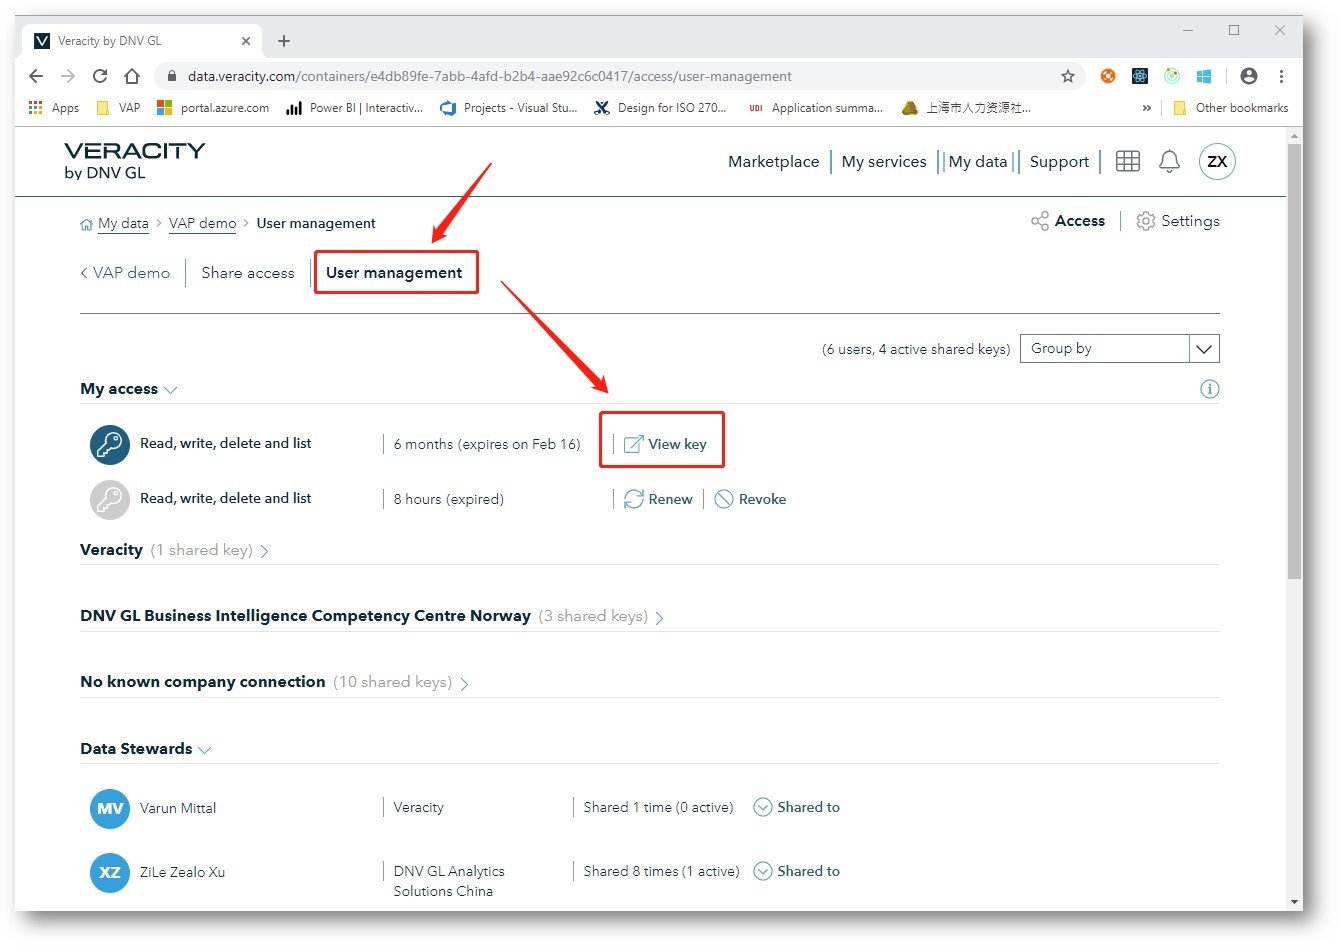 Veracity by DNV GL
data.veracity.com/containers/e4db89fe-7abb-4afd-b2b4-aae92c6c0417/access/user-management
Apps VAP portal.azure.com Power BI | Interactiv... Projects - Visual Stu... Design for ISO 270... UDI Application summa... 上海市人力资源社... » Other bookmarks
VERACITY
by DNV GL
Marketplace My services My data Support ZX
My data > VAP demo > User management
Access Settings
< VAP demo Share access User management
(6 users, 4 active shared keys) Group by
My access
Read, write, delete and list 6 months (expires on Feb 16) View key
Read, write, delete and list 8 hours (expired) Renew Revoke
Veracity (1 shared key) >
DNV GL Business Intelligence Competency Centre Norway (3 shared keys) >
No known company connection (10 shared keys) >
Data Stewards
MV Varun Mittal Veracity Shared 1 time (0 active) Shared to
XZ ZiLe Zealo Xu DNV GL Analytics Shared 8 times (1 active) Shared to
Solutions China